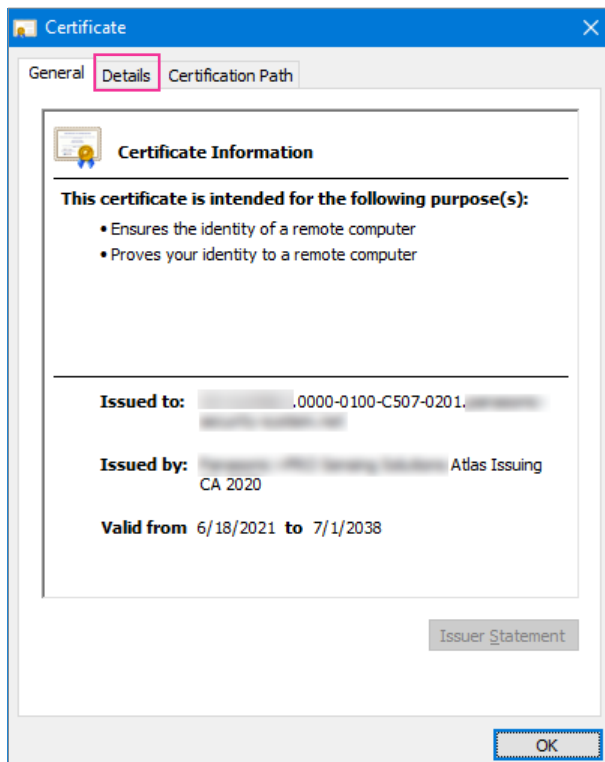 Certificate
General Details Certification Path
Certificate Information
This certificate is intended for the following purpose(s):
• Ensures the identity of a remote computer
• Proves your identity to a remote computer
Issued to: .0000-0100-C507-0201.
Issued by: Atlas Issuing
CA 2020
Valid from 6/18/2021 to 7/1/2038
Issuer Statement
OK